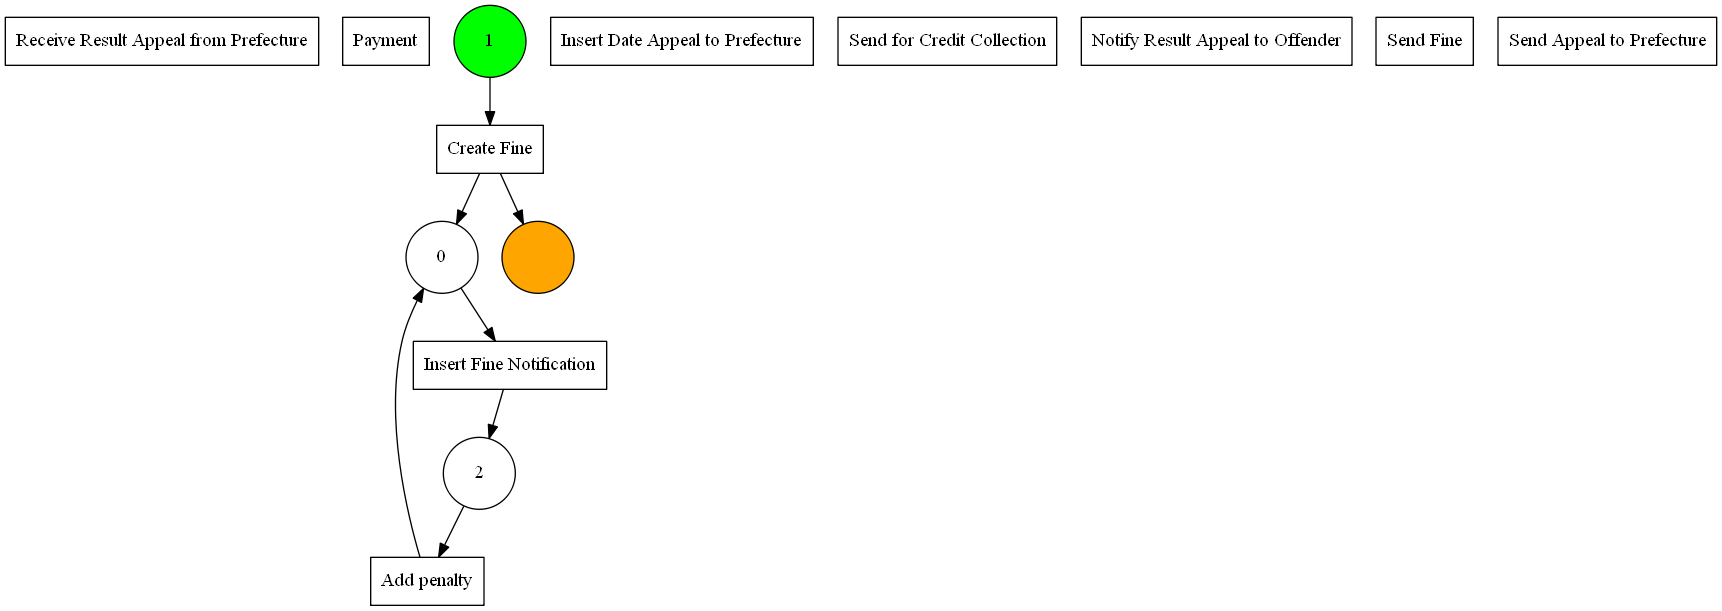 Receive Result Appeal from Prefecture
Payment
1
Insert Date Appeal to Prefecture
Send for Credit Collection
Notify Result Appeal to Offender
Send Fine
Send Appeal to Prefecture
Create Fine
0
Insert Fine Notification
2
Add penalty